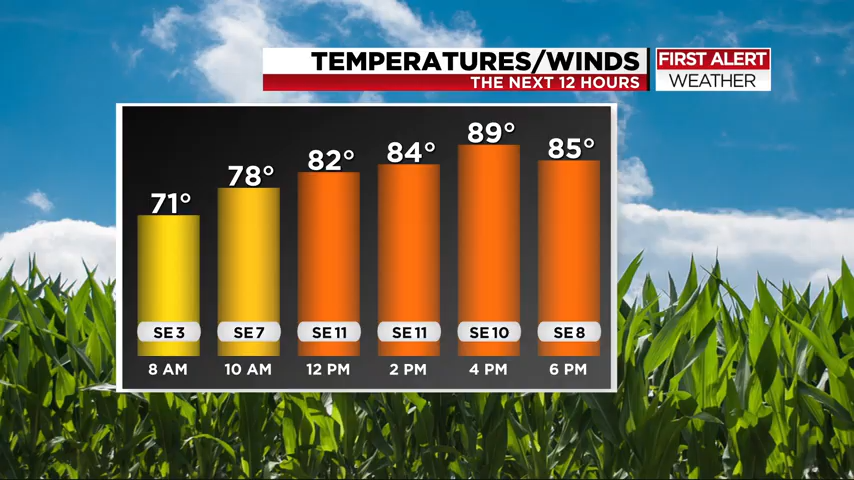 TEMPERATURES/WINDS
THE NEXT 12 HOURS
FIRST ALERT
WEATHER
71° 78° 82° 84° 89° 85°
SE 3 SE 7 SE 11 SE 11 SE 10 SE 8
8 AM 10 AM 12 PM 2 PM 4 PM 6 PM